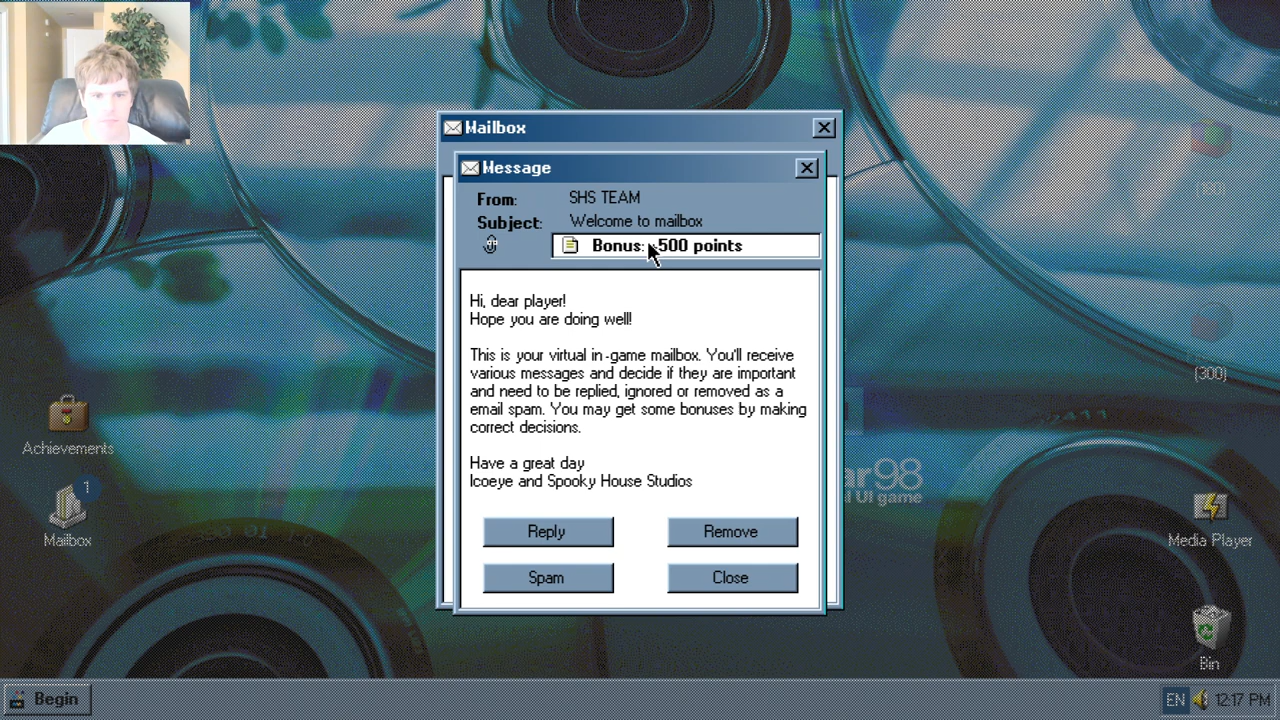 Mailbox
Message
From: SHS TEAM
Subject: Welcome to mailbox
Bonus: 500 points
Hi, dear player!
Hope you are doing well!
This is your virtual in-game mailbox. You'll receive
various messages and decide if they are important
and need to be replied, ignored or removed as a
email spam. You may get some bonuses by making
correct decisions.
Have a great day
Icoeye and Spooky House Studios
Reply
Remove
Spam
Close
Achievements
1
Mailbox
(300)
ar98
l UI game
Media Player
Bin
Begin
EN
12:17 PM